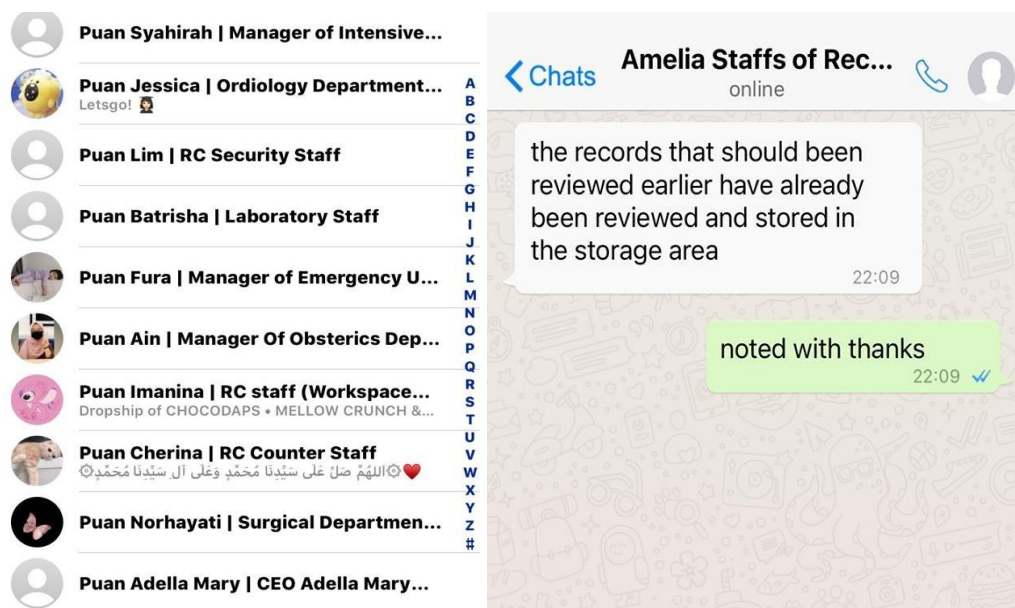 Puan Syahirah | Manager of Intensive...
Puan Jessica | Ordiology Department...
Letsgo! 👩🏻‍🎓
Puan Lim | RC Security Staff
Puan Batrisha | Laboratory Staff
Puan Fura | Manager of Emergency U...
Puan Ain | Manager Of Obsterics Dep...
Puan Imanina | RC staff (Workspace...
Dropship of CHOCODAPS • MELLOW CRUNCH &...
Puan Cherina | RC Counter Staff
۞اللهُمَّ صَلِّ عَلَى سَيِّدِنَا مُحَمَّدٍ وَعَلَى آلِ سَيِّدِنَا مُحَمَّدٍ۞❤️
Puan Norhayati | Surgical Departmen...
Puan Adella Mary | CEO Adella Mary...
A
B
C
D
E
F
G
H
I
J
K
L
M
N
O
P
Q
R
S
T
U
V
W
X
Y
Z
#
Chats
Amelia Staffs of Rec...
online
the records that should been
reviewed earlier have already
been reviewed and stored in
the storage area
22:09
noted with thanks
22:09